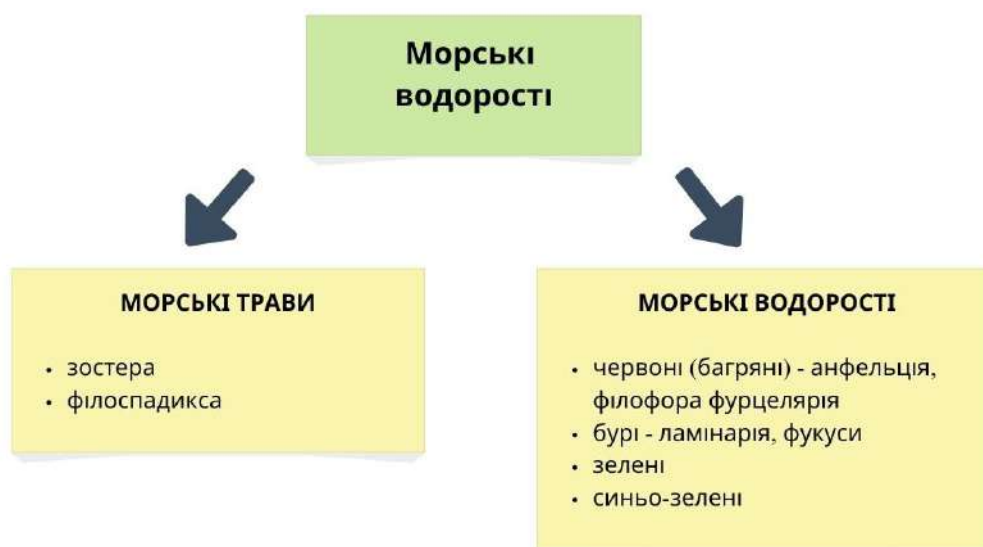 Морські
водорості
МОРСЬКІ ТРАВИ
• зостера
• філоспадикса
МОРСЬКІ ВОДОРОСТІ
• червоні (багряні) - анфельція,
філофора фурцелярія
• бурі - ламінарія, фукуси
• зелені
• синьо-зелені